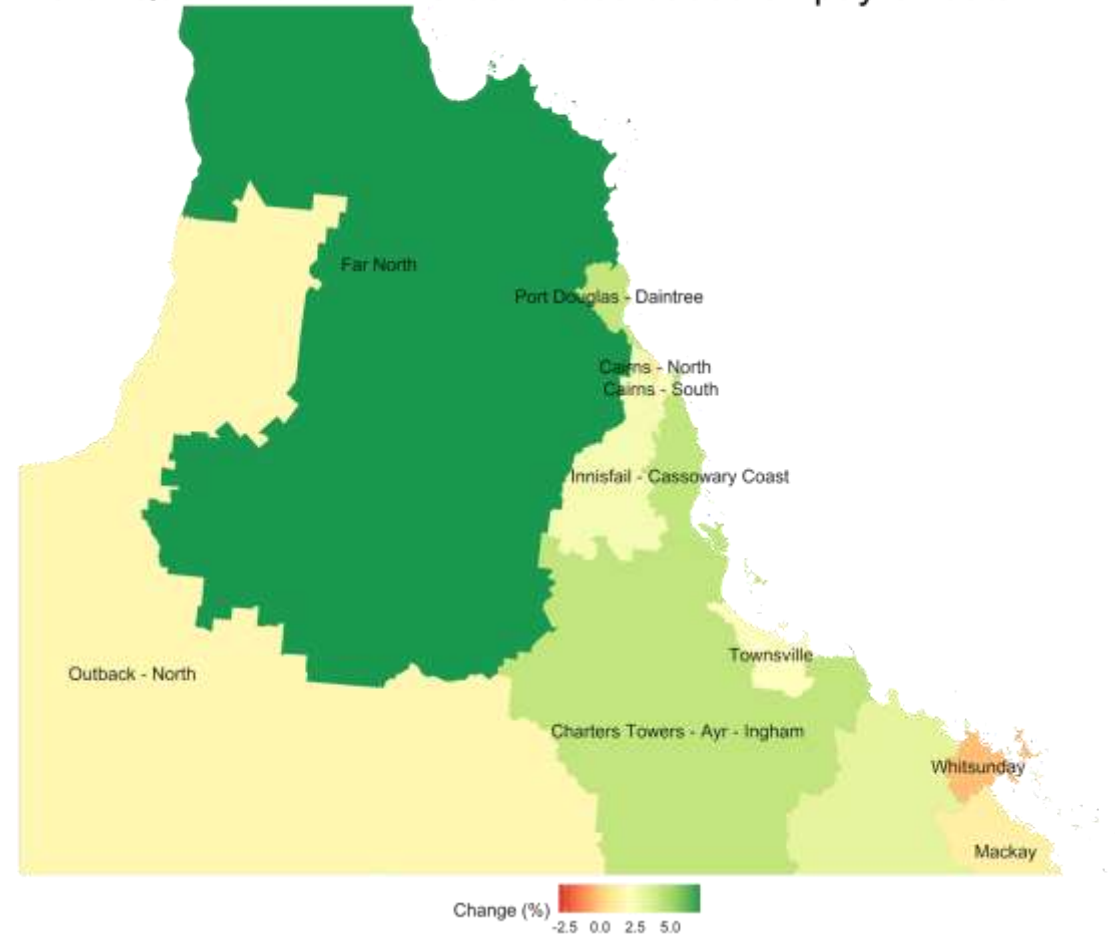 Far North
Port Douglas - Daintree
Cairns - North
Cairns - South
Innisfail - Cassowary Coast
Townsville
Outback - North
Charters Towers - Ayr - Ingham
Whitsunday
Mackay
Change (%)
-2.5 0.0 2.5 5.0